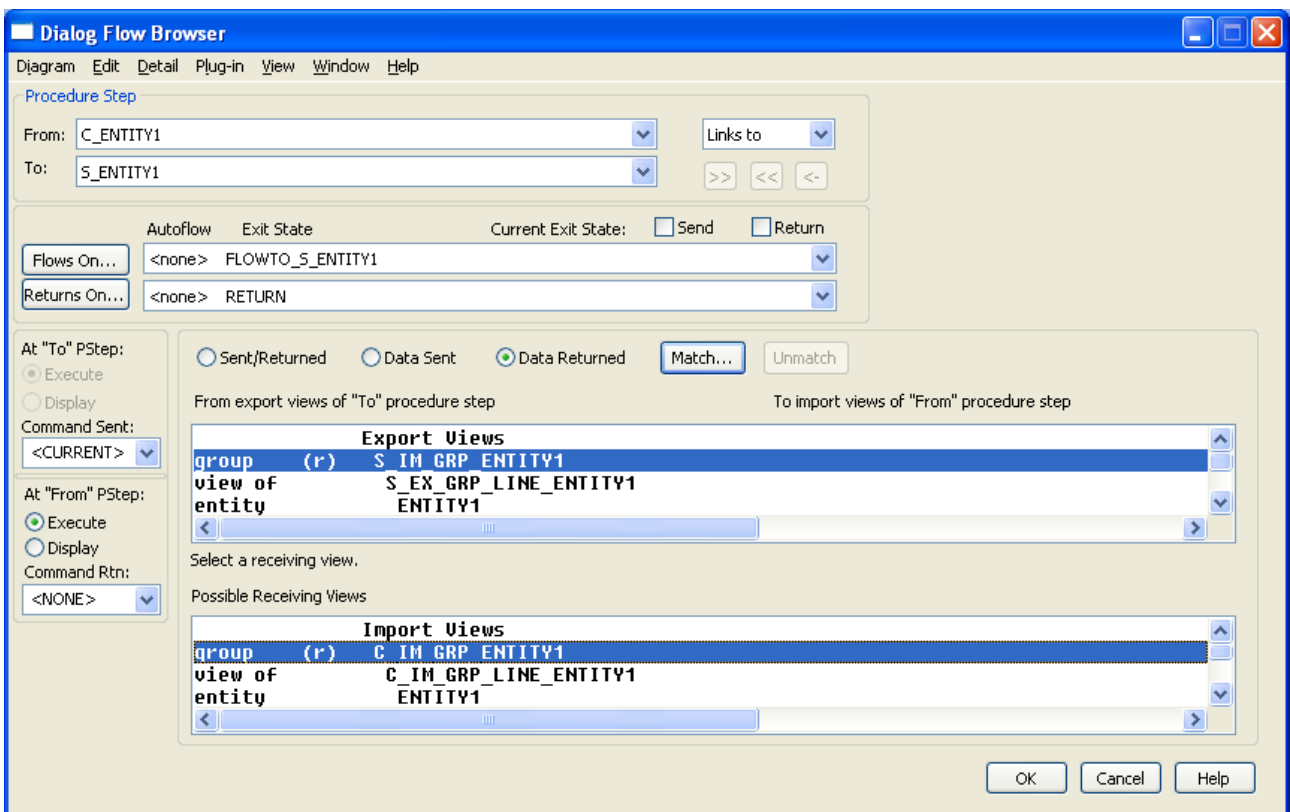 Dialog Flow Browser
Diagram Edit Detail Plug-in View Window Help
Procedure Step
From: C_ENTITY1 Links to
To: S_ENTITY1 >> << <-
Autoflow Exit State Current Exit State: Send Return
Flows On... <none> FLOWTO_S_ENTITY1
Returns On... <none> RETURN
At "To" PStep:
Execute
Display
Command Sent:
<CURRENT>
At "From" PStep:
Execute
Display
Command Rtn:
<NONE>
Sent/Returned Data Sent Data Returned Match... Unmatch
From export views of "To" procedure step To import views of "From" procedure step
Export Views
group (r) S_IM_GRP_ENTITY1
view of S_EX_GRP_LINE_ENTITY1
entity ENTITY1
Select a receiving view.
Possible Receiving Views
Import Views
group (r) C_IM_GRP_ENTITY1
view of C_IM_GRP_LINE_ENTITY1
entity ENTITY1
OK Cancel Help